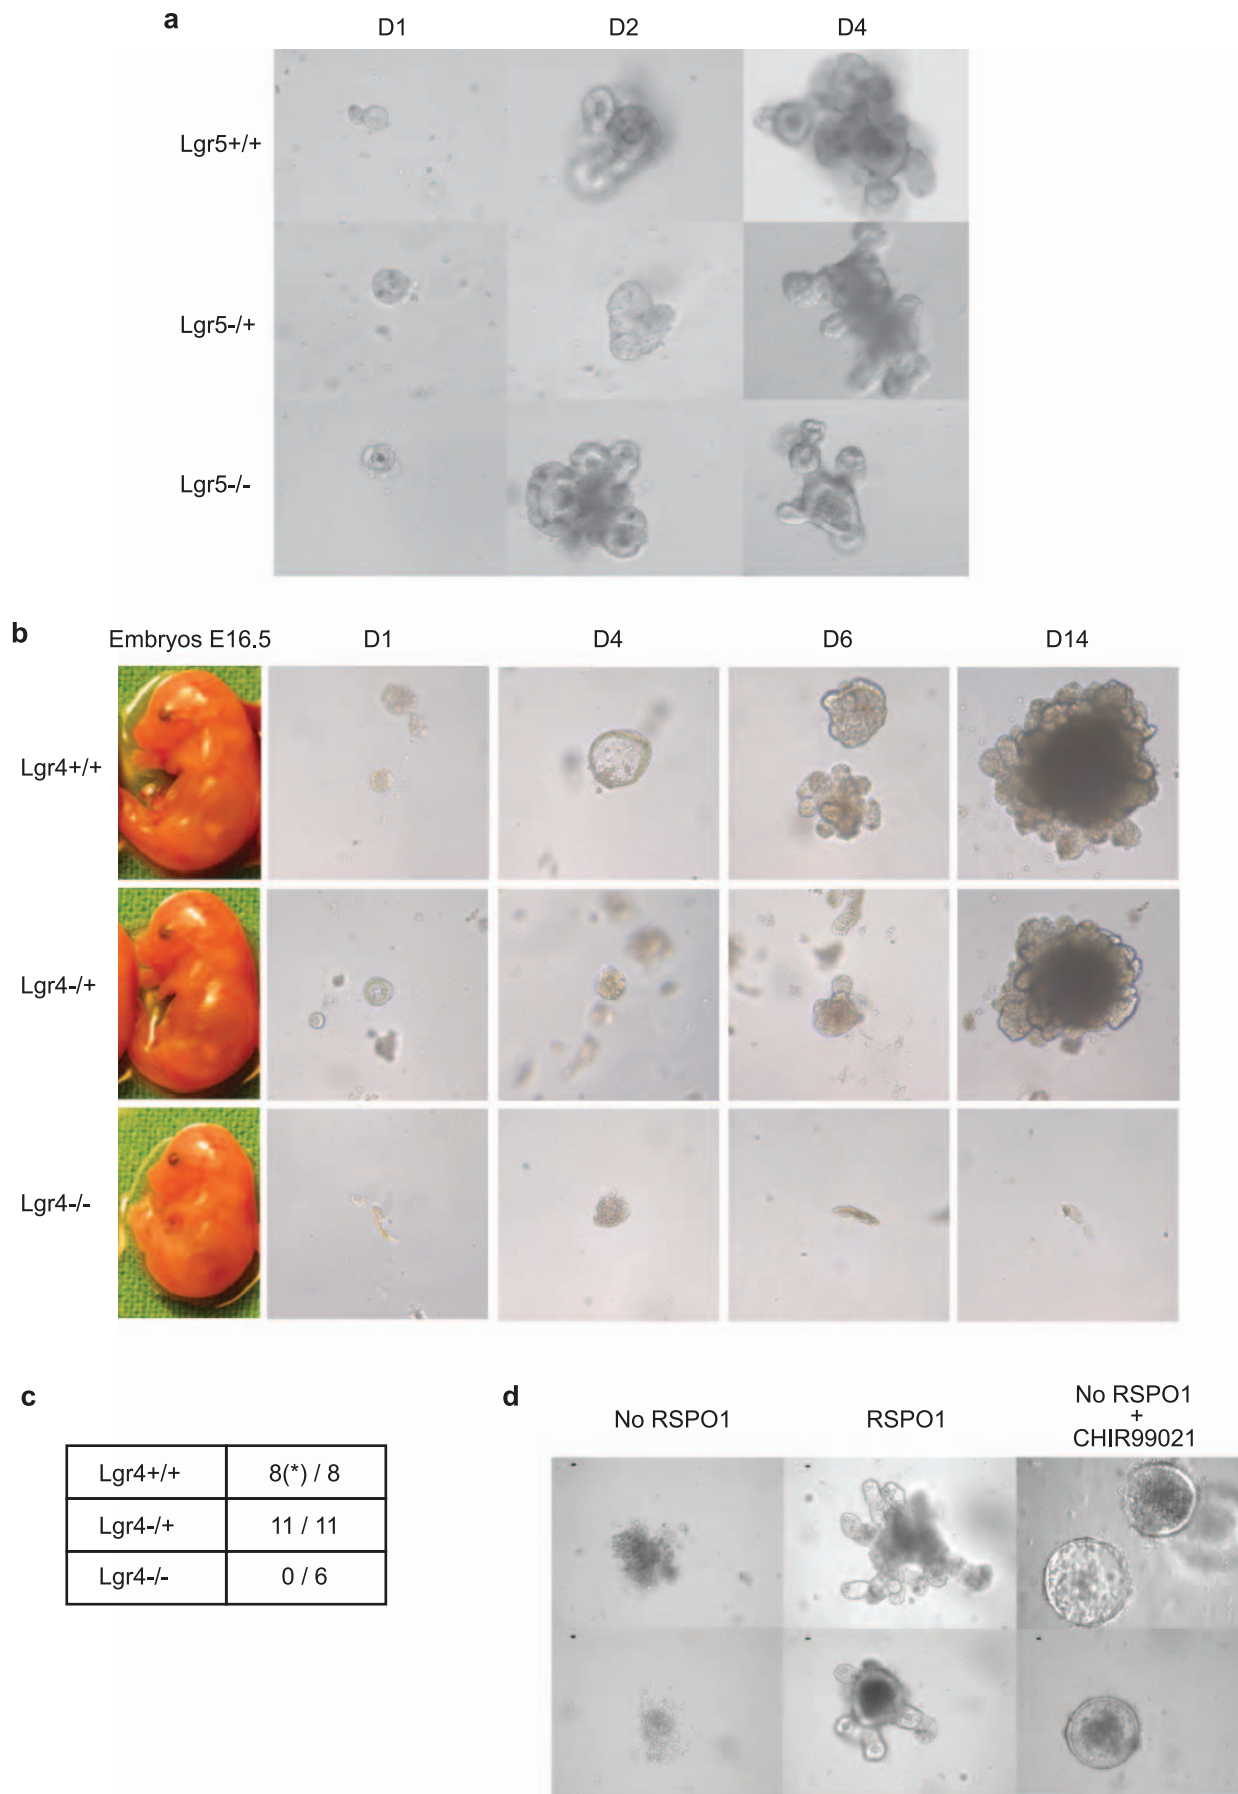 a
D1 D2 D4
Lgr5+/+
Lgr5-/+
Lgr5-/-
b
Embryos E16.5 D1 D4 D6 D14
Lgr4+/+
Lgr4-/+
Lgr4-/-
c
Lgr4+/+ 8(*) / 8
Lgr4-/+ 11 / 11
Lgr4-/- 0 / 6
d
No RSPO1 RSPO1 No RSPO1
+
CHIR99021